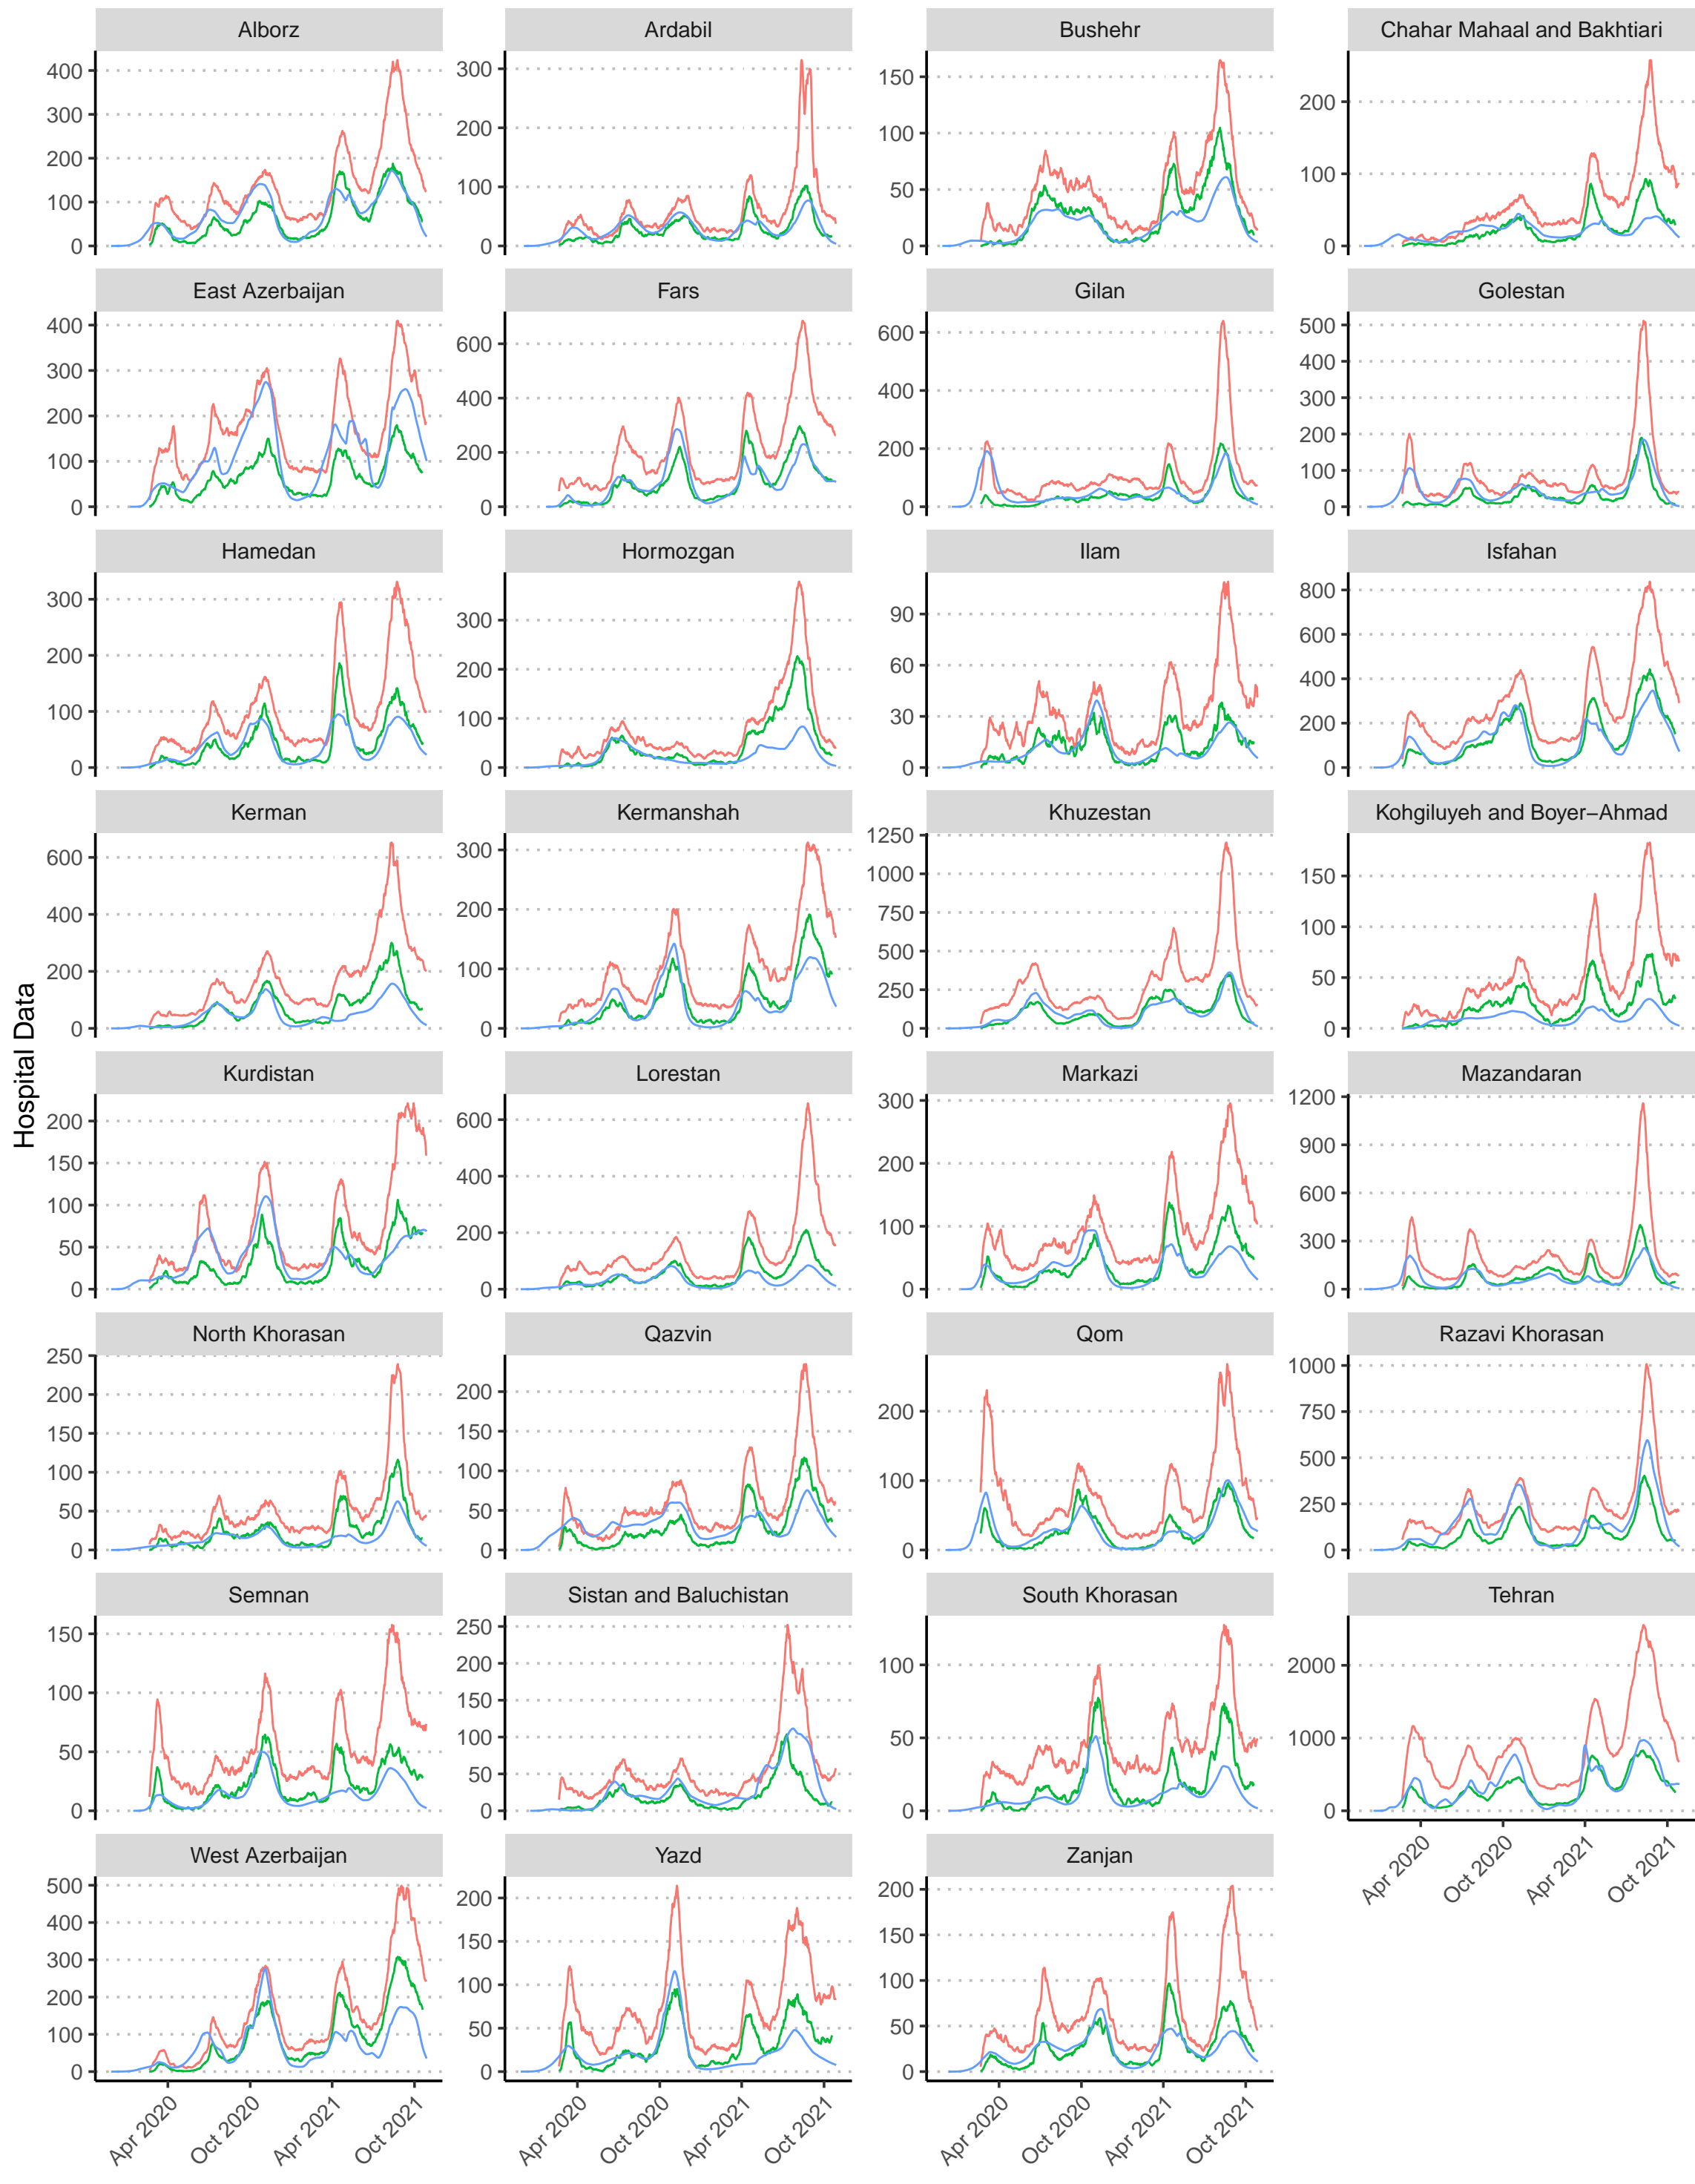 Hospital Data
Alborz
400
300
200
100
0
Ardabil
300
200
100
0
Bushehr
150
100
50
0
Chahar Mahaal and Bakhtiari
200
100
0
East Azerbaijan
400
300
200
100
0
Fars
600
400
200
0
Gilan
600
400
200
0
Golestan
500
400
300
200
100
0
Hamedan
300
200
100
0
Hormozgan
300
200
100
0
Ilam
90
60
30
0
Isfahan
800
600
400
200
0
Kerman
600
400
200
0
Kermanshah
300
200
100
0
Khuzestan
1250
1000
750
500
250
0
Kohgiluyeh and Boyer−Ahmad
150
100
50
0
Kurdistan
200
150
100
50
0
Lorestan
600
400
200
0
Markazi
300
200
100
0
Mazandaran
1200
900
600
300
0
North Khorasan
250
200
150
100
50
0
Qazvin
200
150
100
50
0
Qom
200
100
0
Razavi Khorasan
1000
750
500
250
0
Semnan
150
100
50
0
Sistan and Baluchistan
250
200
150
100
50
0
South Khorasan
100
50
0
Tehran
2000
1000
0
Apr 2020
Oct 2020
Apr 2021
Oct 2021
West Azerbaijan
500
400
300
200
100
0
Apr 2020
Oct 2020
Apr 2021
Oct 2021
Yazd
200
150
100
50
0
Apr 2020
Oct 2020
Apr 2021
Oct 2021
Zanjan
200
150
100
50
0
Apr 2020
Oct 2020
Apr 2021
Oct 2021